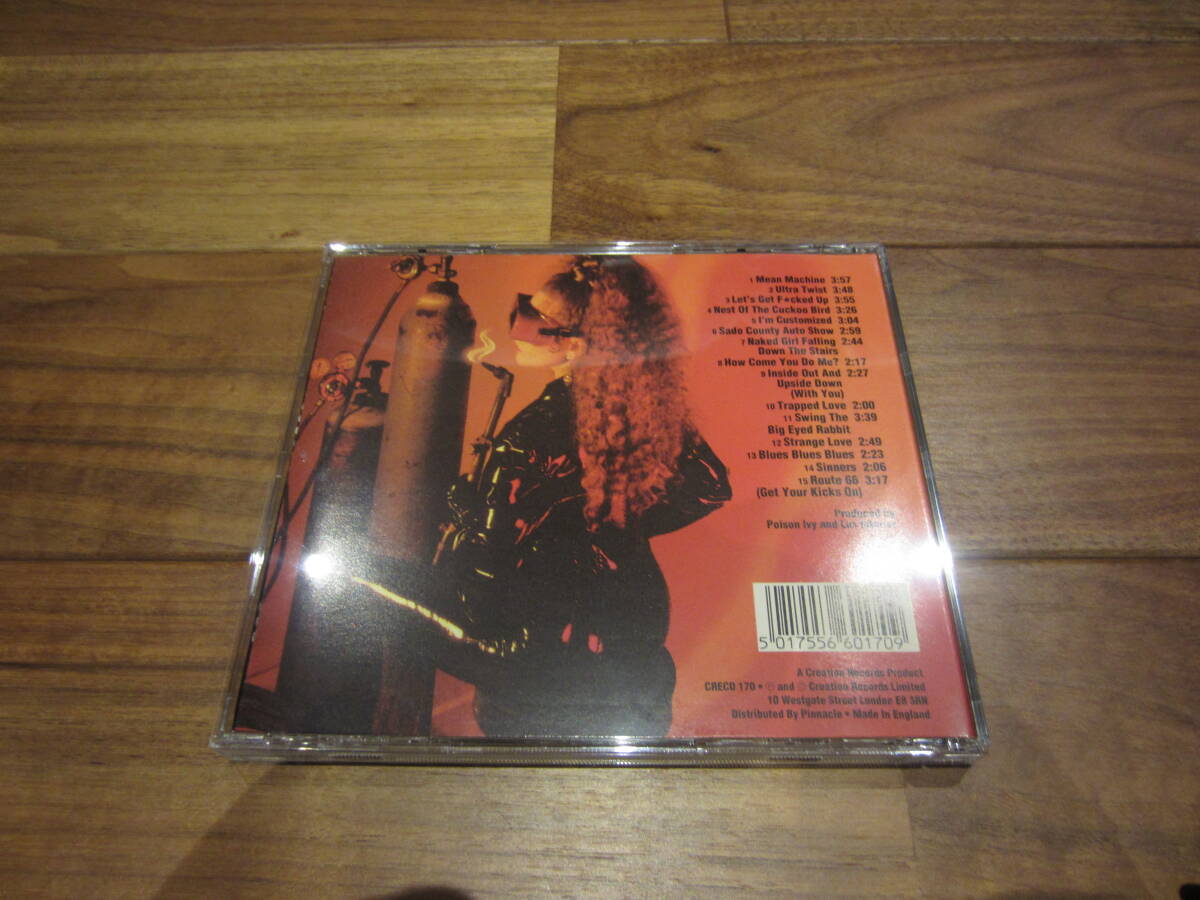 1 Mean Machine 3:57
2 Ultra Twist 3:48
3 Let's Get F*cked Up 3:55
4 Nest Of The Cuckoo Bird 3:26
5 I'm Customized 3:04
6 Sado County Auto Show 2:59
7 Naked Girl Falling 2:44
Down The Stairs
8 How Come You Do Me? 2:17
9 Inside Out And 2:27
Upside Down
(With You)
10 Trapped Love 2:00
11 Swing The 3:39
Big Eyed Rabbit
12 Strange Love 2:49
13 Blues Blues Blues 2:23
14 Sinners 2:06
15 Route 66 3:17
(Get Your Kicks On)
Produced by
Poison Ivy and Lux Interior
5 017556 601709
A Creation Records Product
CRECD 170 • ℗ and © Creation Records Limited
10 Westgate Street London E8 3RN
Distributed By Pinnacle • Made In England